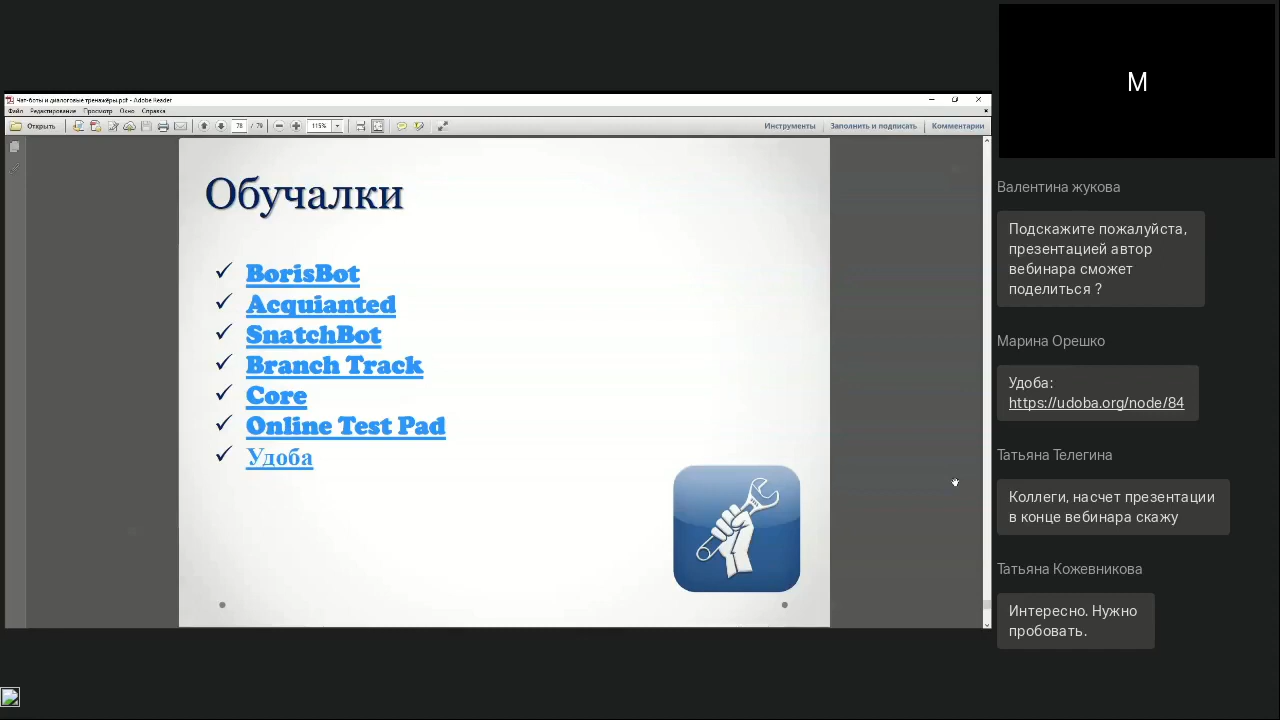 Чат-боты и диалоговые тренажёры.pdf - Adobe Reader
Файл Редактирование Просмотр Окно Справка
Открыть 78 / 79 115% Инструменты Заполнить и подписать Комментарии
Обучалки
BorisBot
Acquianted
SnatchBot
Branch Track
Core
Online Test Pad
Удоба
М
Валентина жукова
Подскажите пожалуйста,
презентацией автор
вебинара сможет
поделиться ?
Марина Орешко
Удоба:
https://udoba.org/node/84
Татьяна Телегина
Коллеги, насчет презентации
в конце вебинара скажу
Татьяна Кожевникова
Интересно. Нужно
пробовать.